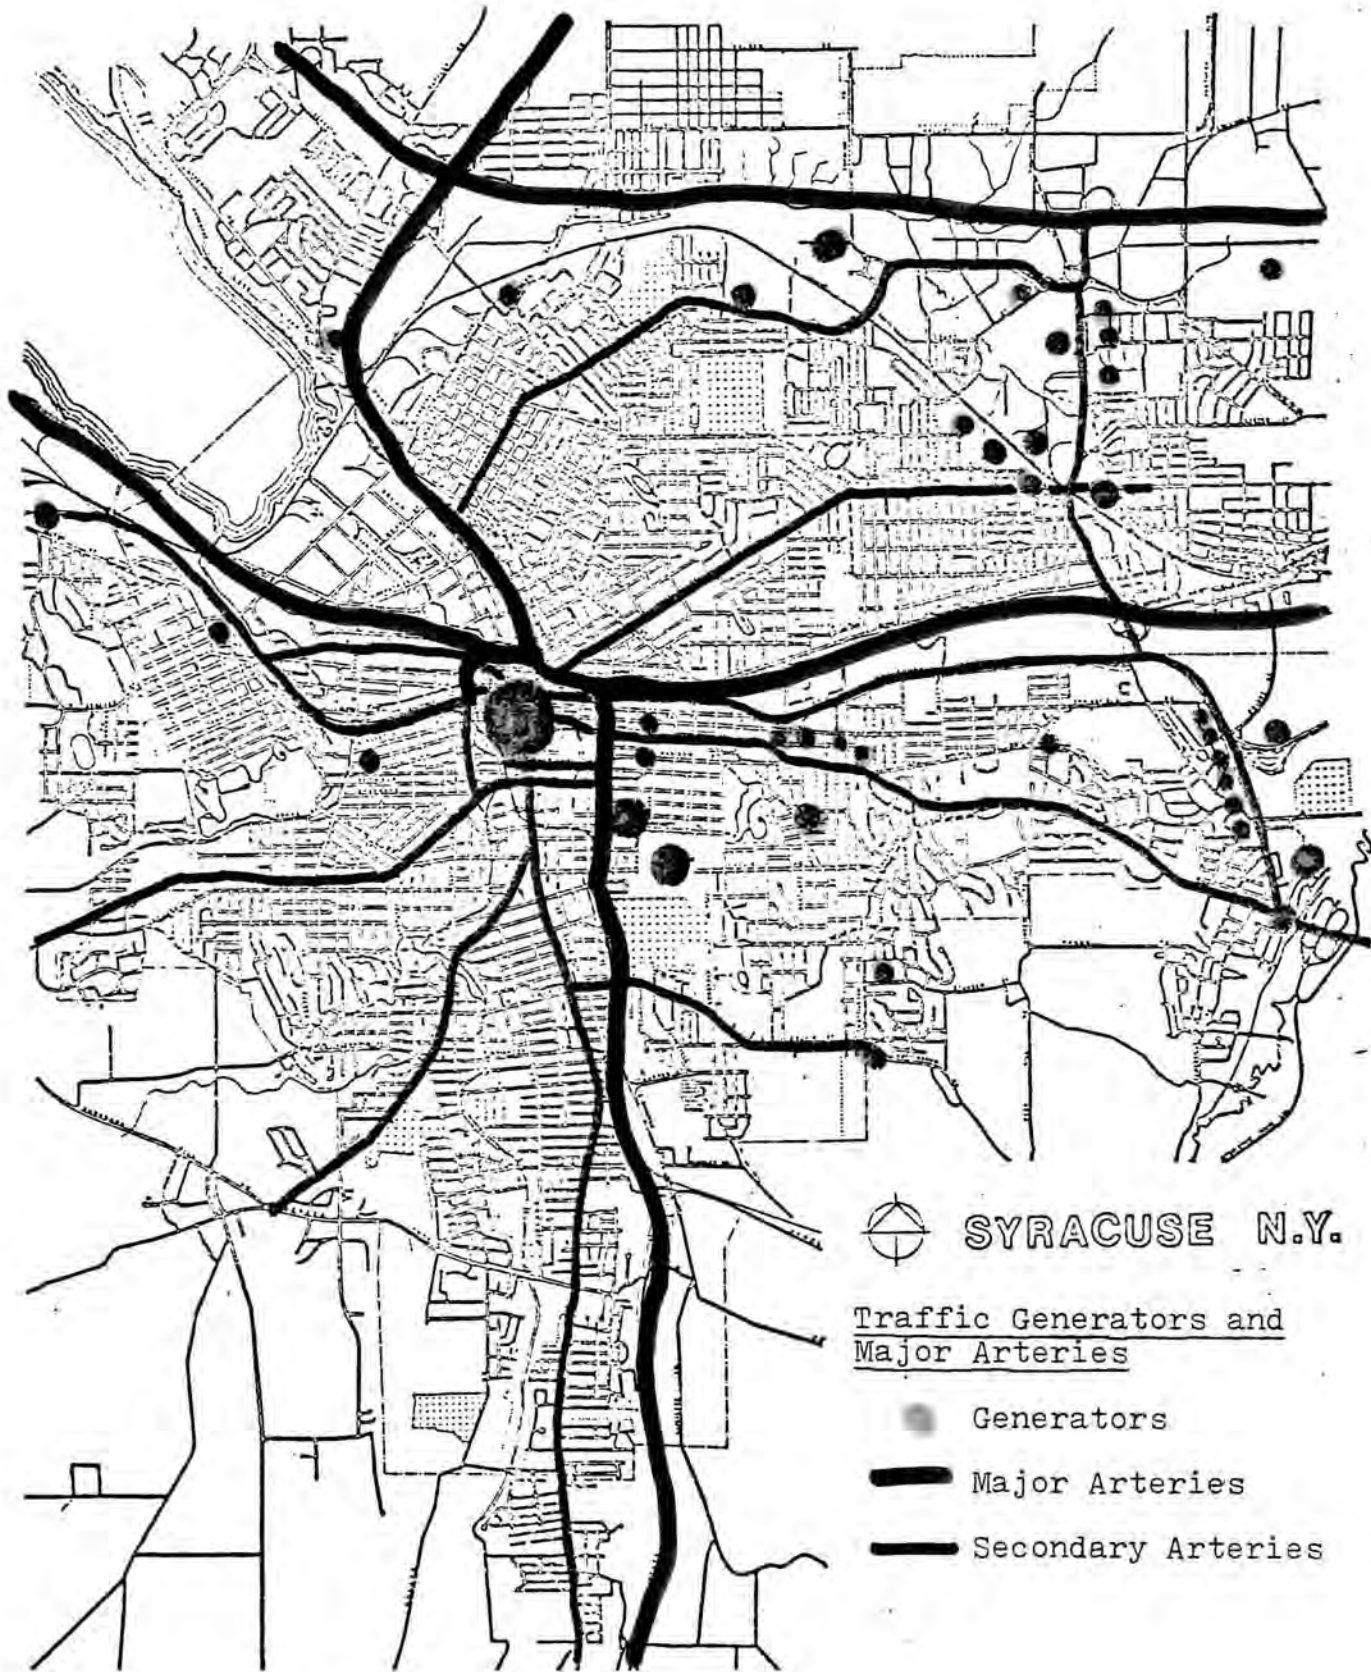 SYRACUSE N.Y.
Traffic Generators and
Major Arteries
Generators
Major Arteries
Secondary Arteries